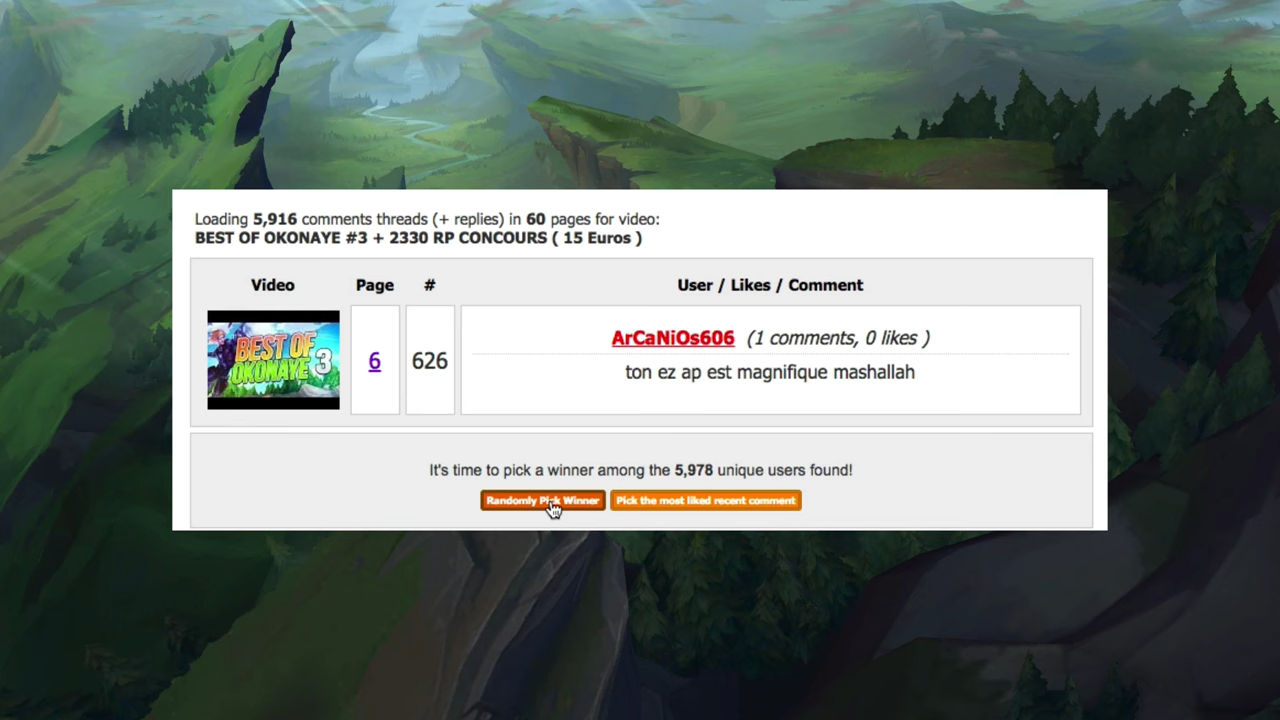 Loading 5,916 comments threads (+ replies) in 60 pages for video:
BEST OF OKONAYE #3 + 2330 RP CONCOURS ( 15 Euros )
Video Page # User / Likes / Comment
BEST OF
OKONAYE 3
6
626
ArCaNiOs606 (1 comments, 0 likes )
ton ez ap est magnifique mashallah
It's time to pick a winner among the 5,978 unique users found!
Randomly Pick Winner Pick the most liked recent comment